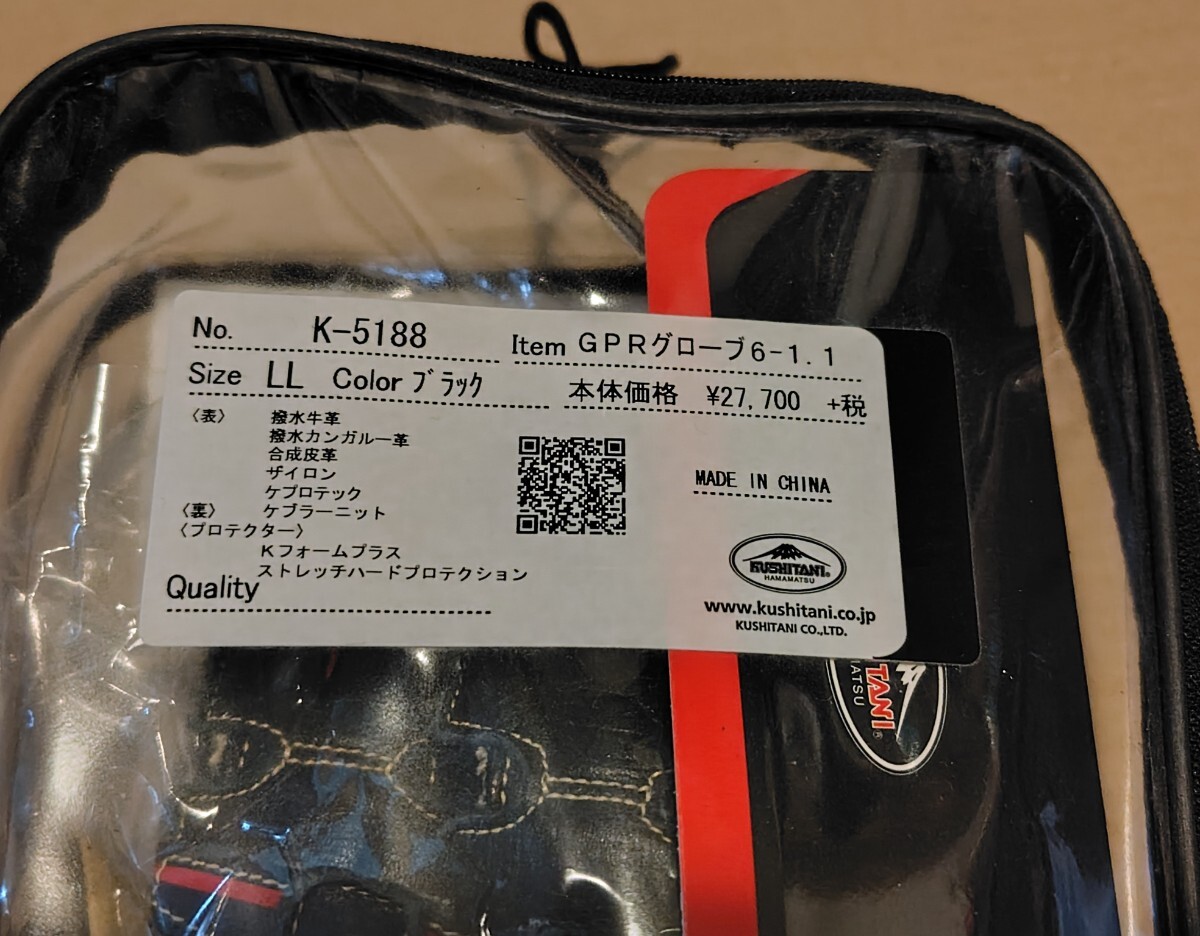 No. K-5188 Item GPRグローブ6-1.1
Size LL Color ブラック 本体価格 ¥27,700 +税
〈表〉 撥水牛革
撥水カンガルー革
合成皮革
ザイロン
ケプロテック
〈裏〉 ケブラーニット
〈プロテクター〉
Kフォームプラス
ストレッチハードプロテクション
Quality
MADE IN CHINA
KUSHITANI®
HAMAMATSU
www.kushitani.co.jp
KUSHITANI CO.,LTD.
TANI®
MATSU